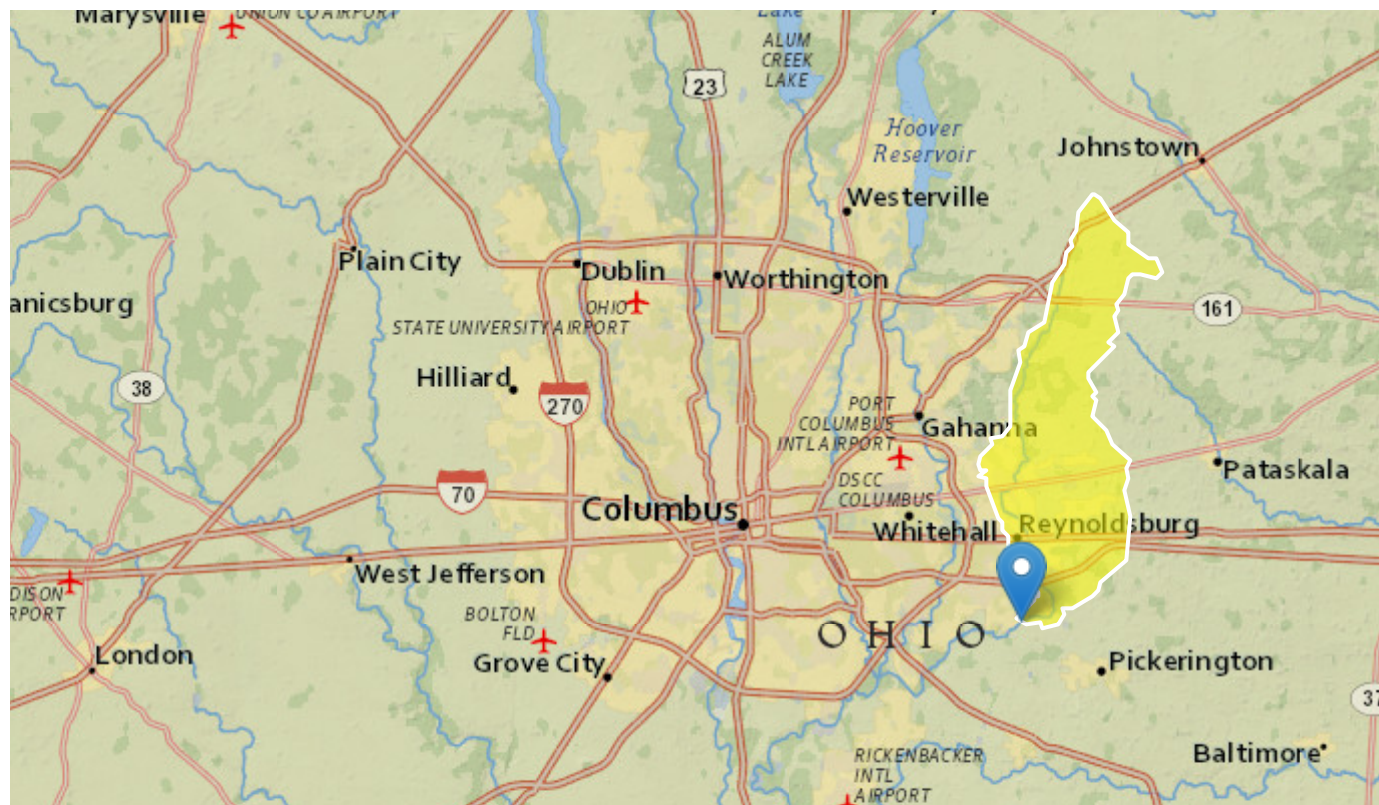 Marysville
UNION CO AIRPORT
Lake
ALUM
CREEK
LAKE
23
Hoover
Reservoir
Johnstown
Westerville
Plain City
Dublin
Worthington
anicsburg
OHIO
STATE UNIVERSITY AIRPORT
161
Hilliard
38
270
PORT
COLUMBUS
INTL AIRPORT
Gahanna
70
DSCC
COLUMBUS
Pataskala
Columbus
Whitehall
Reynoldsburg
West Jefferson
DISON
RPORT
BOLTON
FLD
OHIO
London
Grove City
Pickerington
37
RICKENBACKER
INTL
AIRPORT
Baltimore